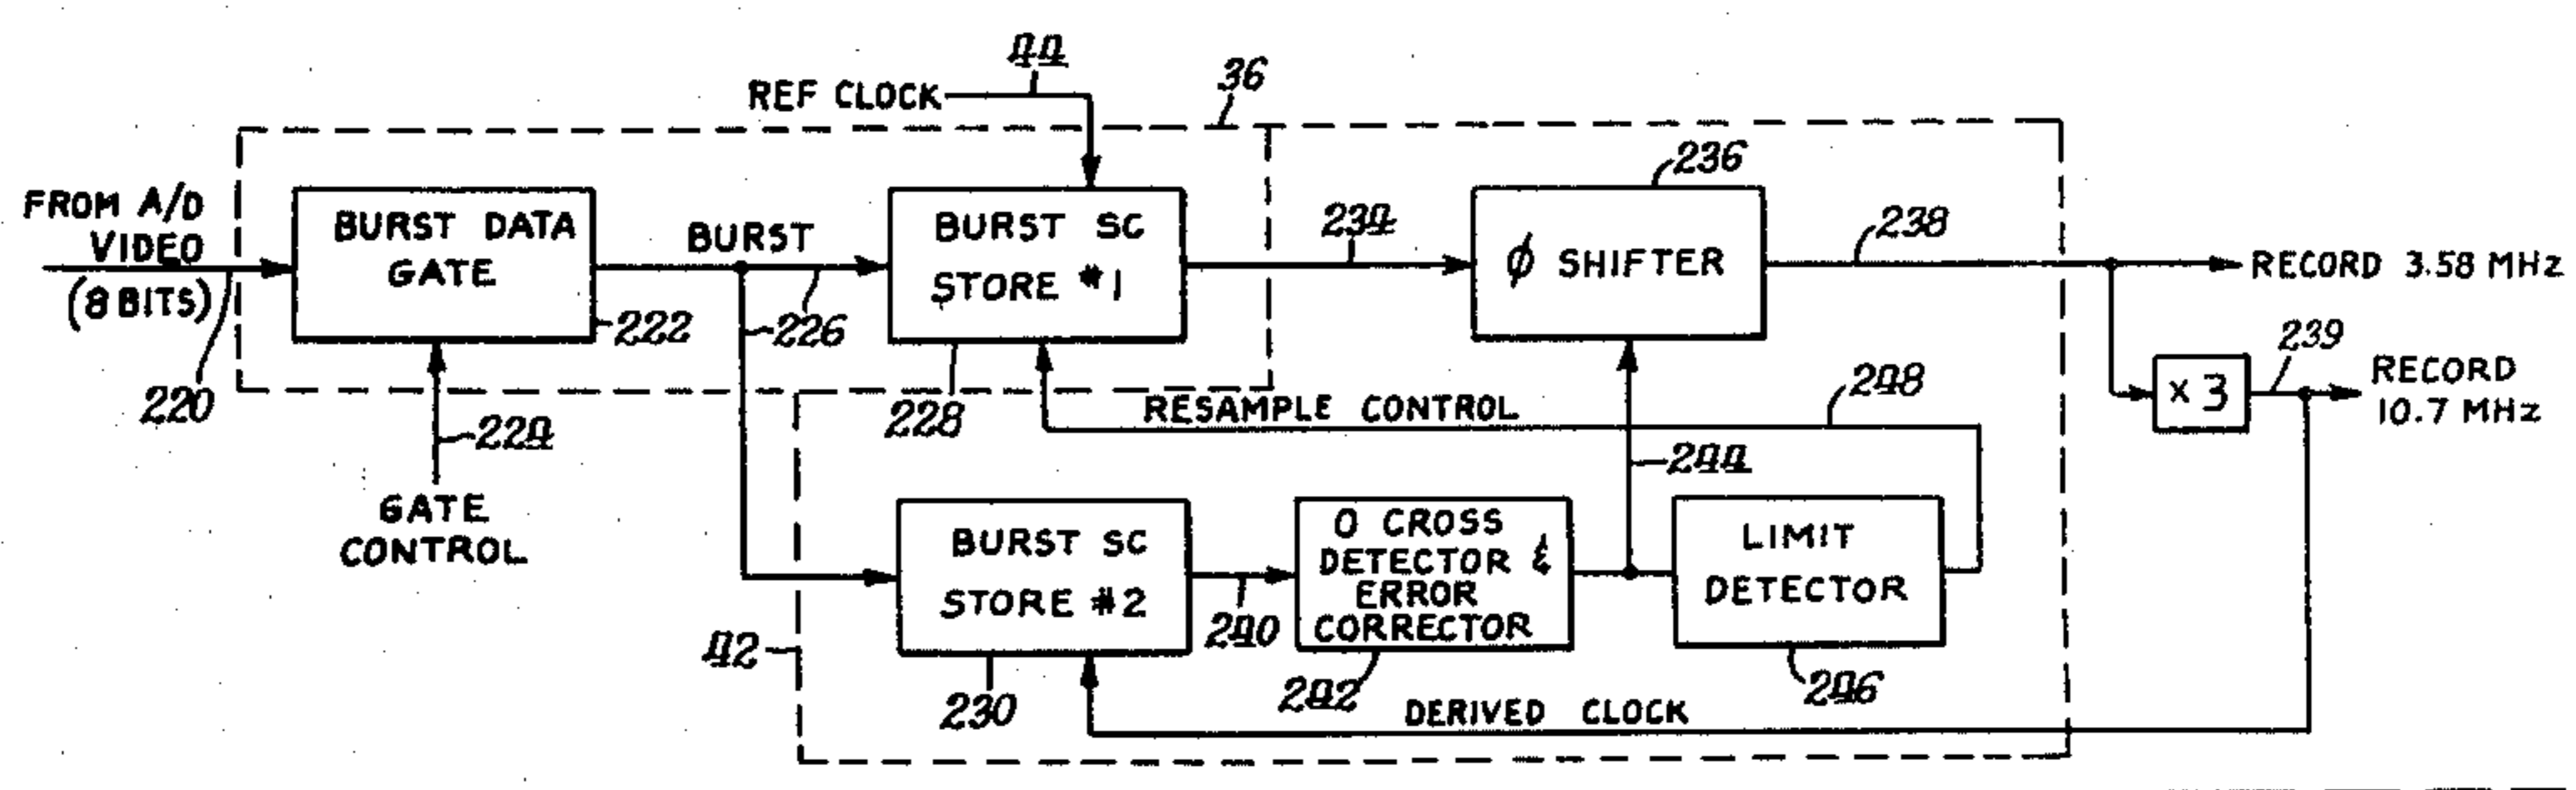 44
REF CLOCK
36
FROM A/D
VIDEO
(8 BITS)
220
BURST DATA
GATE
222
224
GATE
CONTROL
BURST
226
BURST SC
STORE #1
228
234
236
ϕ SHIFTER
238
RECORD 3.58 MHz
×3
239
RECORD
10.7 MHz
RESAMPLE CONTROL
248
244
BURST SC
STORE #2
230
42
240
0 CROSS
DETECTOR &
ERROR
CORRECTOR
242
LIMIT
DETECTOR
246
DERIVED CLOCK